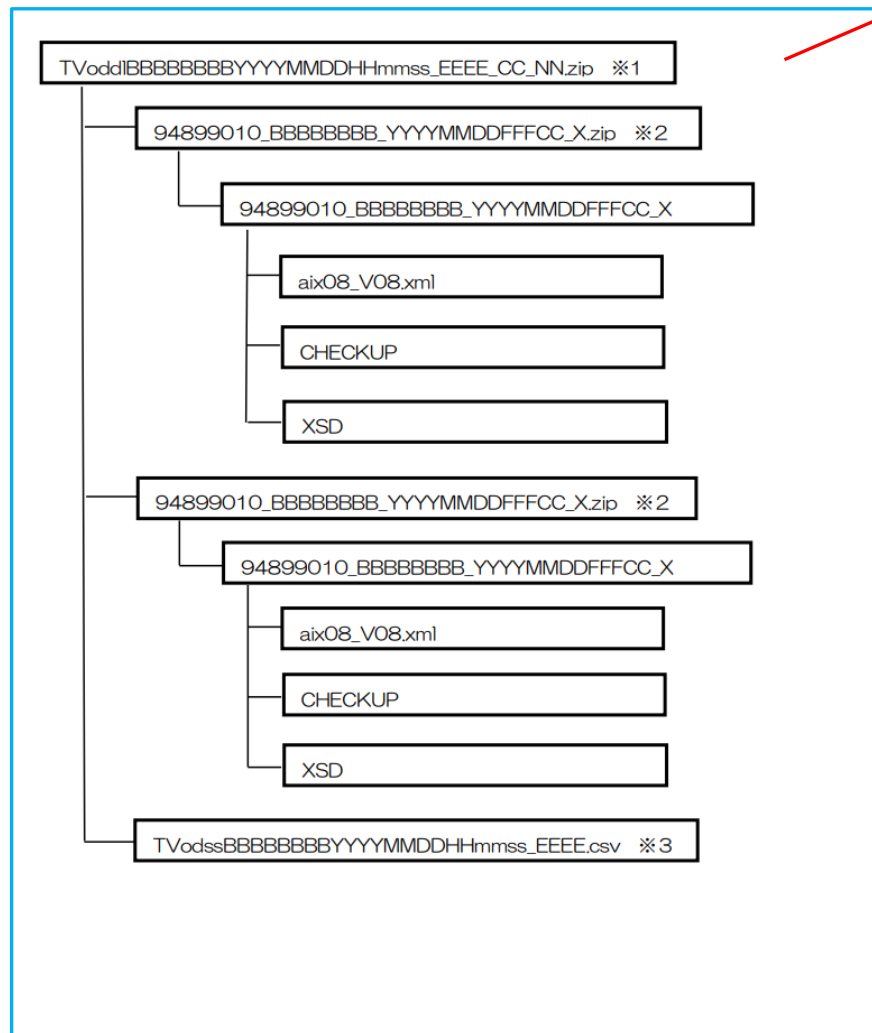 TVoddlBBBBBBBBYYYYMMDDHHmmss_EEEE_CC_NN.zip ※1
94899010_BBBBBBBB_YYYYMMDDFFFCC_X.zip ※2
94899010_BBBBBBBB_YYYYMMDDFFFCC_X
aix08_V08.xml
CHECKUP
XSD
94899010_BBBBBBBB_YYYYMMDDFFFCC_X.zip ※2
94899010_BBBBBBBB_YYYYMMDDFFFCC_X
aix08_V08.xml
CHECKUP
XSD
TVodssBBBBBBBBYYYYMMDDHHmmss_EEEE.csv ※3